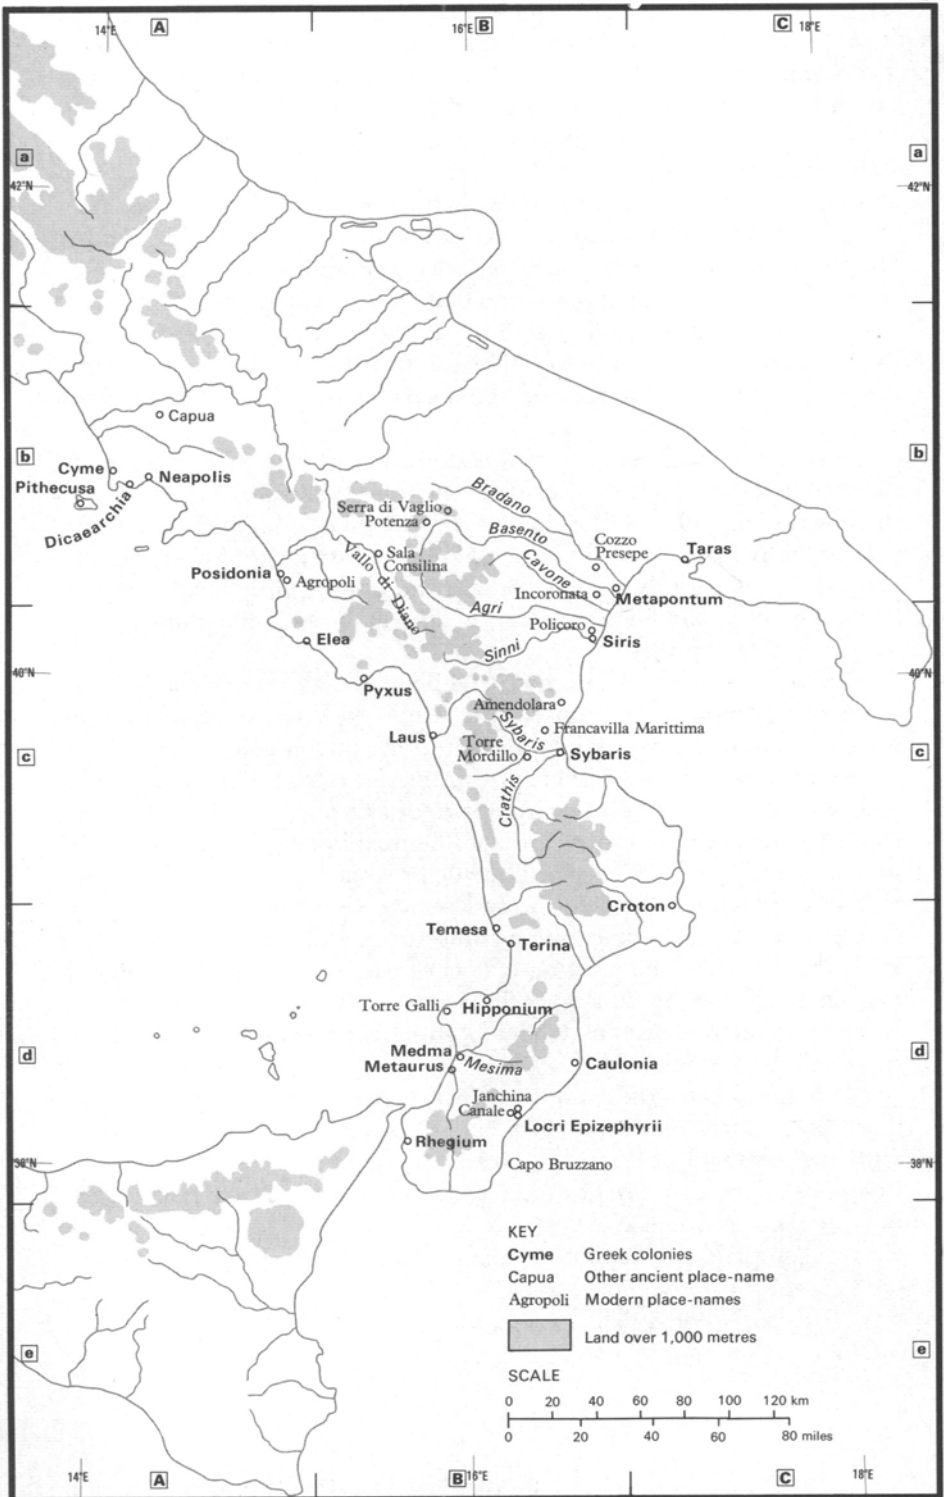 14°E
A
16°E
B
C
18°E
a
a
42°N
42°N
Capua
b
b
Cyme
Neapolis
Pithecusa
Dicaearchia
Bradano
Serra di Vaglio
Potenza
Basento
Cozzo
Presepe
Taras
Vallo di Diano
Sala
Consilina
Cavone
Posidonia
Agropoli
Incoronata
Metapontum
Agri
Policoro
Elea
Siris
Sinni
40°N
40°N
Pyxus
Amendolara
Sybaris
Francavilla Marittima
Laus
Torre
Mordillo
Sybaris
c
c
Crathis
Croton
Temesa
Terina
Torre Galli
Hipponium
d
d
Medma
Metaurus
Mesima
Caulonia
Janchina
Canale
Locri Epizephyrii
Rhegium
38°N
38°N
Capo Bruzzano
KEY
Cyme Greek colonies
Capua Other ancient place-name
Agropoli Modern place-names
Land over 1,000 metres
e
e
SCALE
0 20 40 60 80 100 120 km
0 20 40 60 80 miles
14°E
A
B
16°E
C
18°E